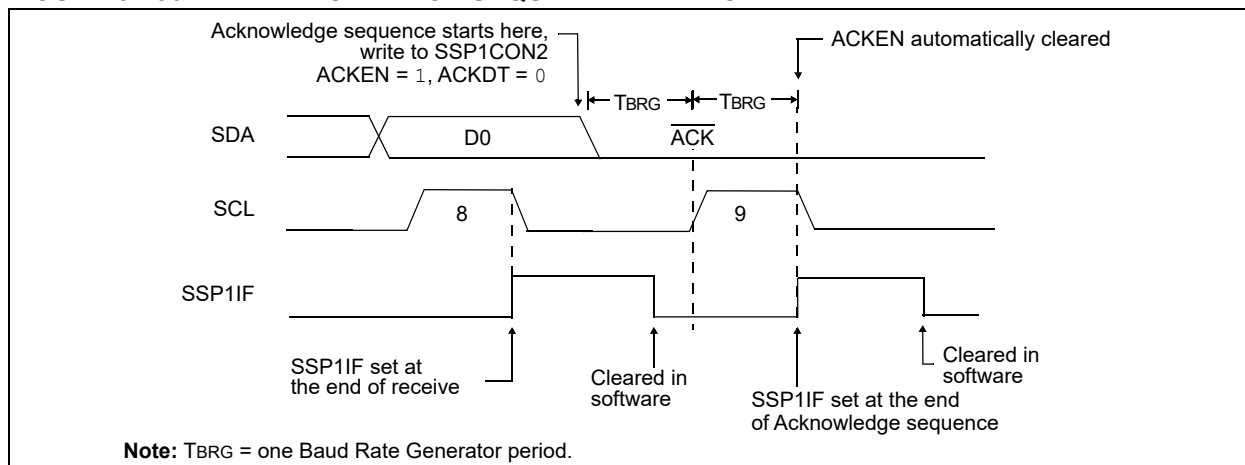 Acknowledge sequence starts here,
write to SSP1CON2
ACKEN = 1, ACKDT = 0
ACKEN automatically cleared
TBRG
TBRG
SDA
D0
ACK
SCL
8
9
SSP1IF
SSP1IF set at
the end of receive
Cleared in
software
SSP1IF set at the end
of Acknowledge sequence
Cleared in
software
Note: TBRG = one Baud Rate Generator period.